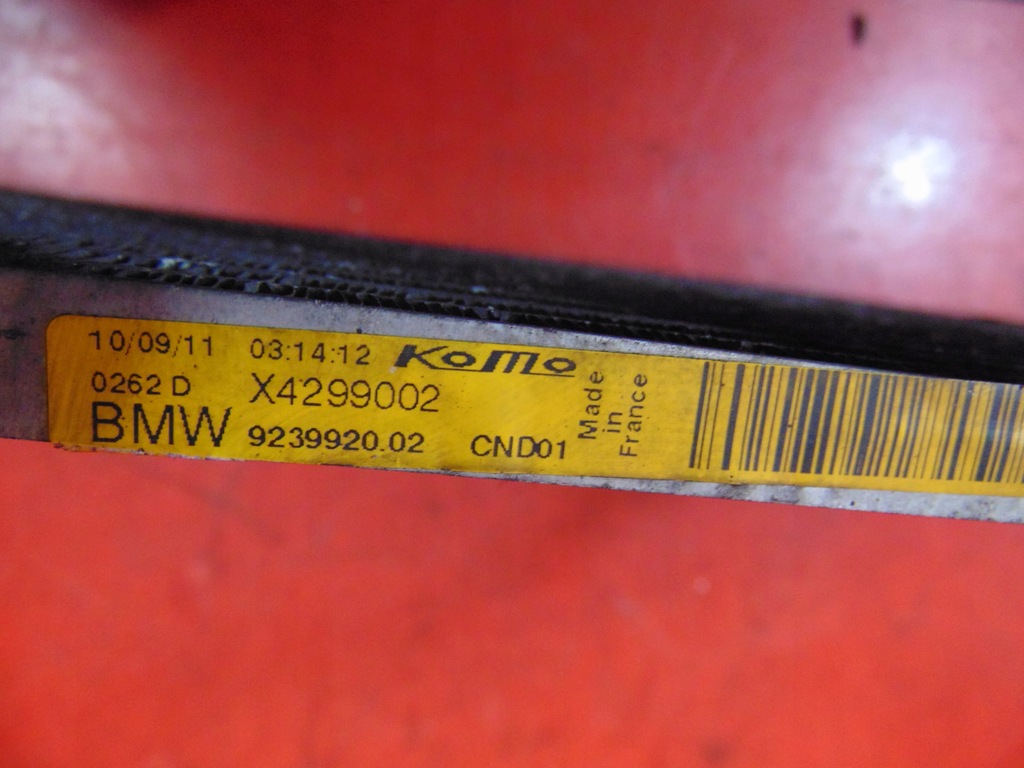 10/09/11 03:14:12 KoMo
0262 D X4299002
BMW 9239920.02 CND01
Made
in
France